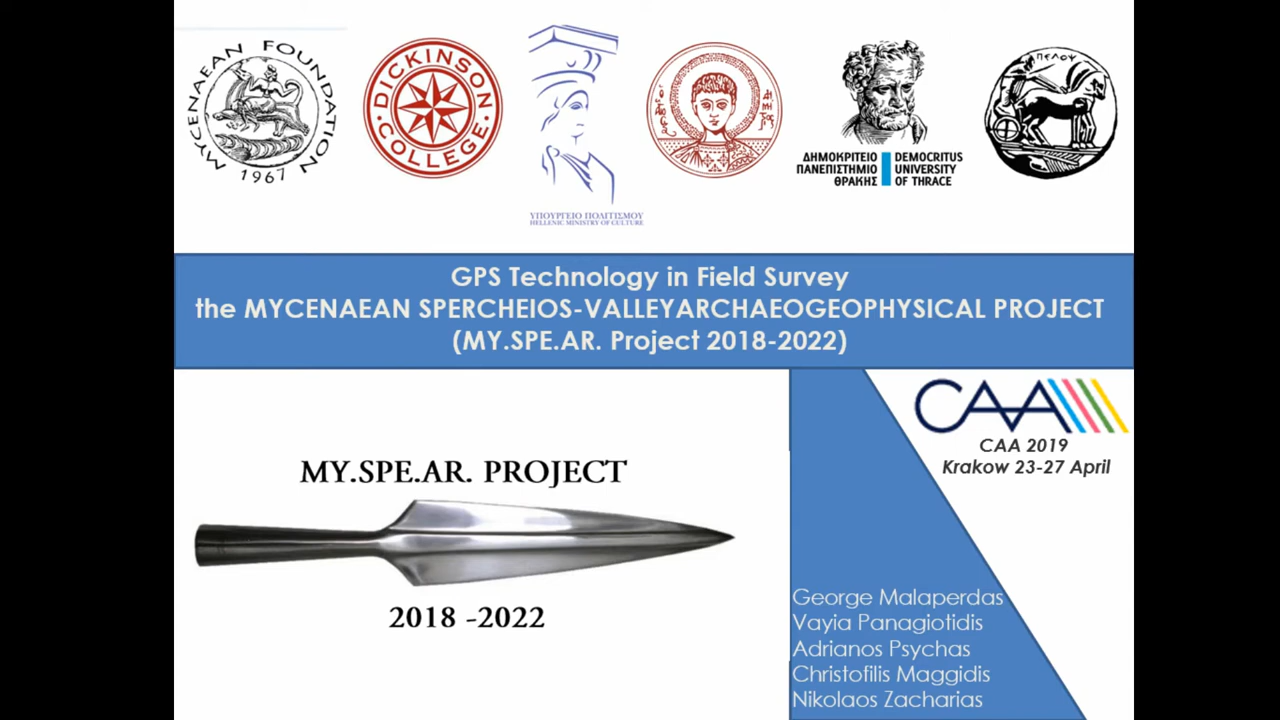 MYCENAEAN FOUNDATION
1967
DICKINSON COLLEGE
ΥΠΟΥΡΓΕΙΟ ΠΟΛΙΤΙΣΜΟΥ
HELLENIC MINISTRY OF CULTURE
ΔΗΜΟΚΡΙΤΕΙΟ
ΠΑΝΕΠΙΣΤΗΜΙΟ
ΘΡΑΚΗΣ
DEMOCRITUS
UNIVERSITY
OF THRACE
ΠΕΛΟΨ
GPS Technology in Field Survey
the MYCENAEAN SPERCHEIOS-VALLEYARCHAEOGEOPHYSICAL PROJECT
(MY.SPE.AR. Project 2018-2022)
CAA
CAA 2019
Krakow 23-27 April
MY.SPE.AR. PROJECT
2018 -2022
George Malaperdas
Vayia Panagiotidis
Adrianos Psychas
Christofilis Maggidis
Nikolaos Zacharias